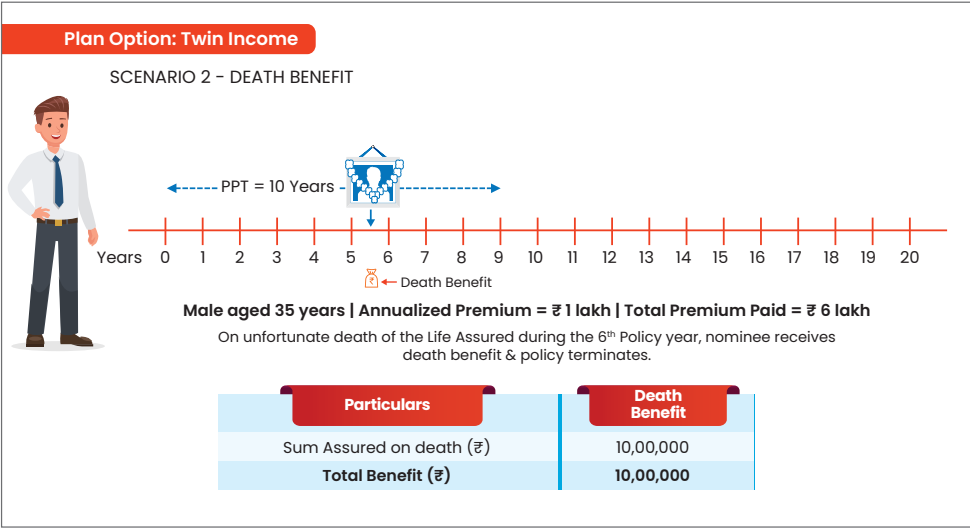 Plan Option: Twin Income
SCENARIO 2 - DEATH BENEFIT
PPT = 10 Years
Years 0 1 2 3 4 5 6 7 8 9 10 11 12 13 14 15 16 17 18 19 20
₹ Death Benefit
Male aged 35 years | Annualized Premium = ₹ 1 lakh | Total Premium Paid = ₹ 6 lakh
On unfortunate death of the Life Assured during the 6th Policy year, nominee receives
death benefit & policy terminates.
Particulars Death
Benefit
Sum Assured on death (₹) 10,00,000
Total Benefit (₹) 10,00,000